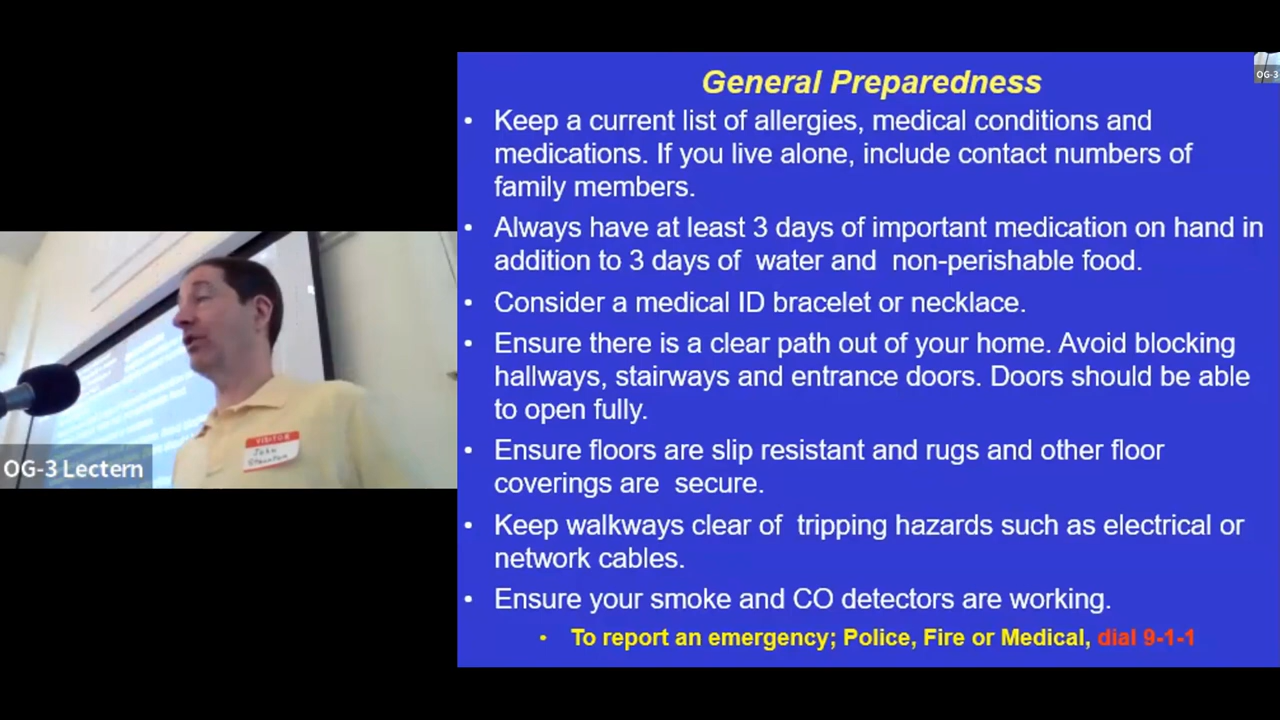 General Preparedness
• Keep a current list of allergies, medical conditions and
medications. If you live alone, include contact numbers of
family members.
• Always have at least 3 days of important medication on hand in
addition to 3 days of water and non-perishable food.
• Consider a medical ID bracelet or necklace.
• Ensure there is a clear path out of your home. Avoid blocking
hallways, stairways and entrance doors. Doors should be able
to open fully.
• Ensure floors are slip resistant and rugs and other floor
coverings are secure.
• Keep walkways clear of tripping hazards such as electrical or
network cables.
• Ensure your smoke and CO detectors are working.
• To report an emergency; Police, Fire or Medical, dial 9-1-1
OG-3
VISITOR
John
OG-3 Lectern